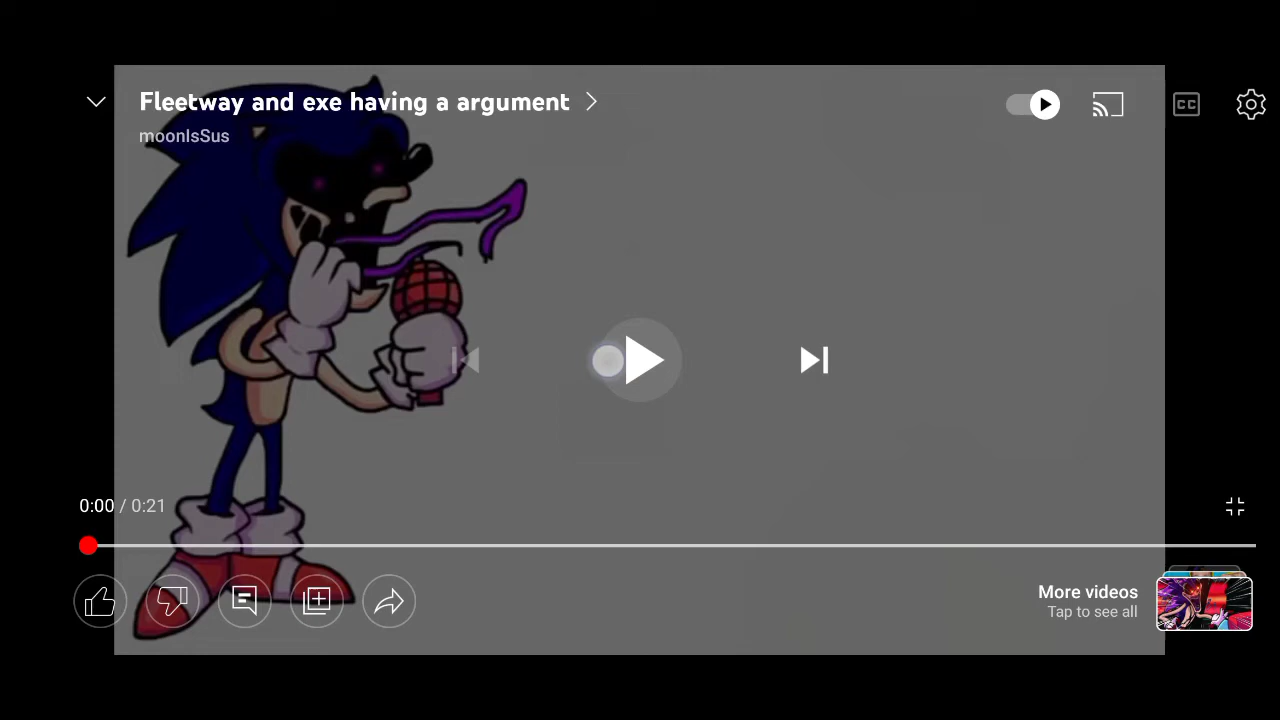 Fleetway and exe having a argument
moonIsSus
CC
0:00 / 0:21
More videos
Tap to see all